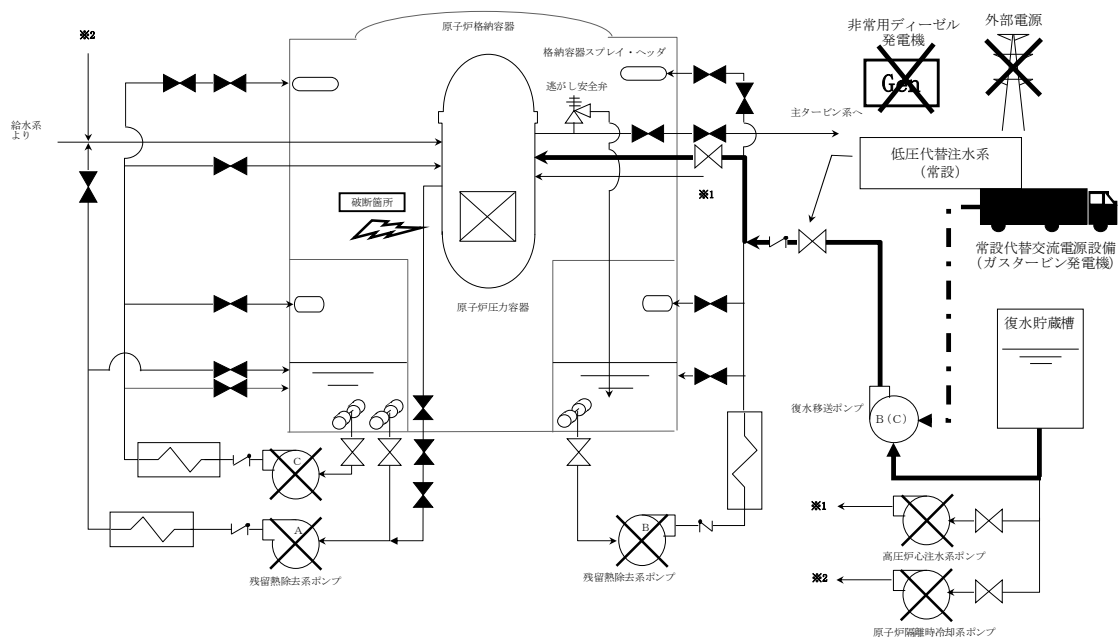 原子炉格納容器
※2
格納容器スプレイ・ヘッダ
逃がし安全弁
非常用ディーゼル
発電機
Gen
外部電源
主タービン系へ
給水系
より
低圧代替注水系
（常設）
破断箇所
※1
常設代替交流電源設備
（ガスタービン発電機）
原子炉圧力容器
復水貯蔵槽
復水移送ポンプ
B(C)
C
A
残留熱除去系ポンプ
B
残留熱除去系ポンプ
※1
高圧炉心注水系ポンプ
※2
原子炉隔離時冷却系ポンプ